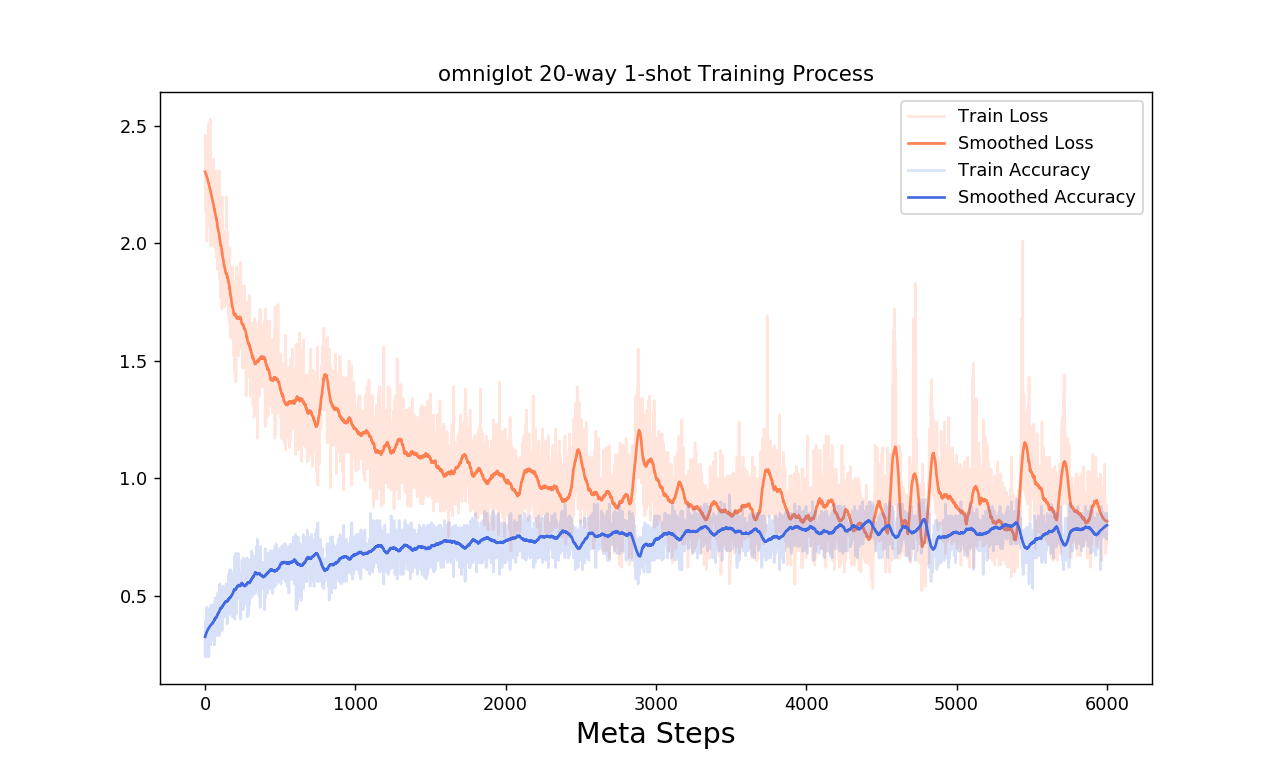 omniglot 20-way 1-shot Training Process
Train Loss
Smoothed Loss
Train Accuracy
Smoothed Accuracy
2.5
2.0
1.5
1.0
0.5
0 1000 2000 3000 4000 5000 6000
Meta Steps